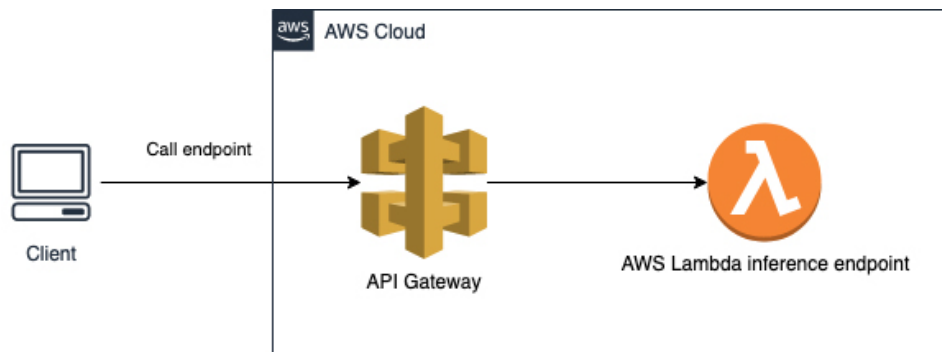 aws
AWS Cloud
Call endpoint
Client
API Gateway
AWS Lambda inference endpoint